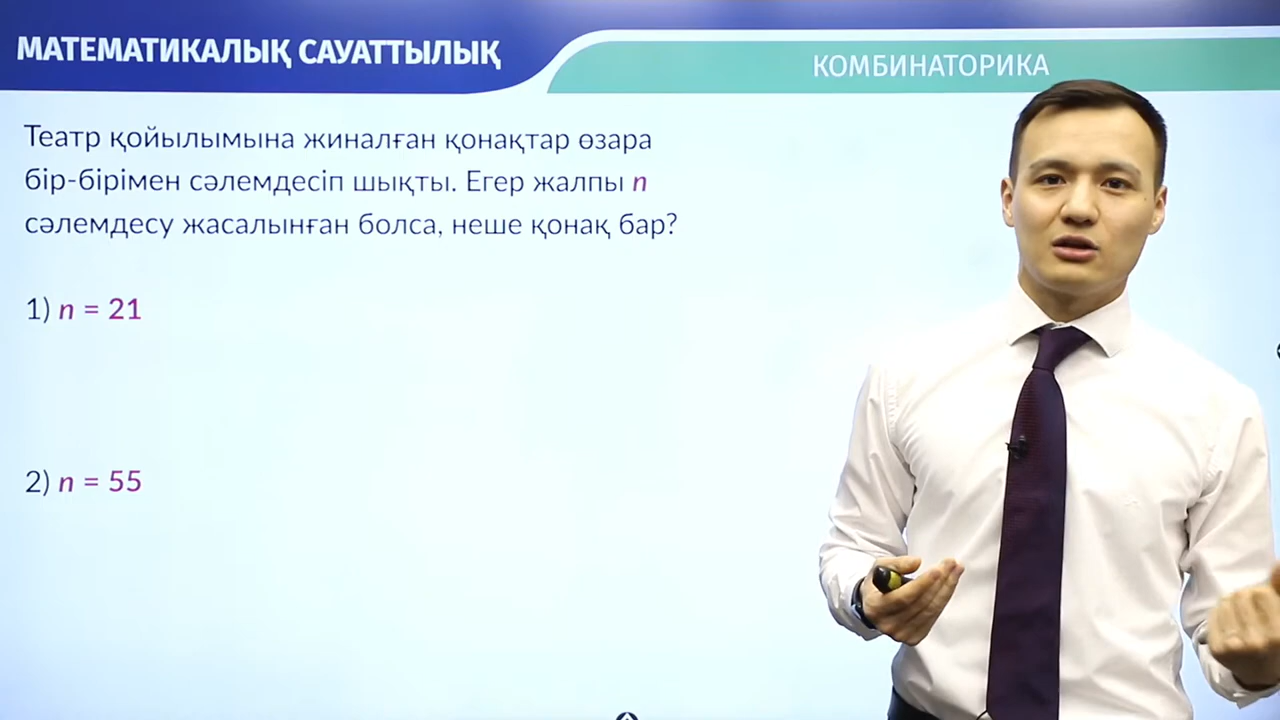 МАТЕМАТИКАЛЫҚ САУАТТЫЛЫҚ
КОМБИНАТОРИКА
Театр қойылымына жиналған қонақтар өзара
бір-бірімен сәлемдесіп шықты. Егер жалпы n
сәлемдесу жасалынған болса, неше қонақ бар?
1) n = 21
2) n = 55